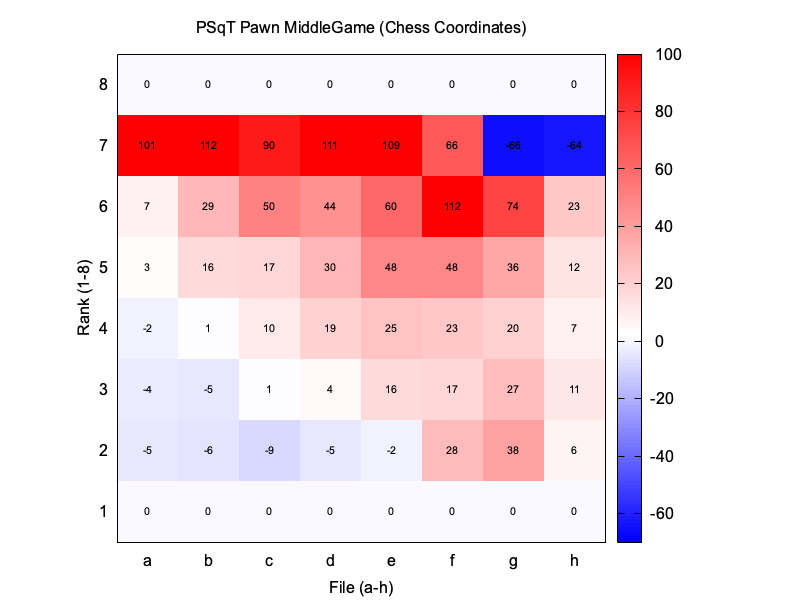 PSqT Pawn MiddleGame (Chess Coordinates)
8 0 0 0 0 0 0 0 0
7 101 112 90 111 109 66 -66 -64
6 7 29 50 44 60 112 74 23
5 3 16 17 30 48 48 36 12
4 -2 1 10 19 25 23 20 7
3 -4 -5 1 4 16 17 27 11
2 -5 -6 -9 -5 -2 28 38 6
1 0 0 0 0 0 0 0 0
a b c d e f g h
File (a-h)
Rank (1-8)
100
80
60
40
20
0
-20
-40
-60